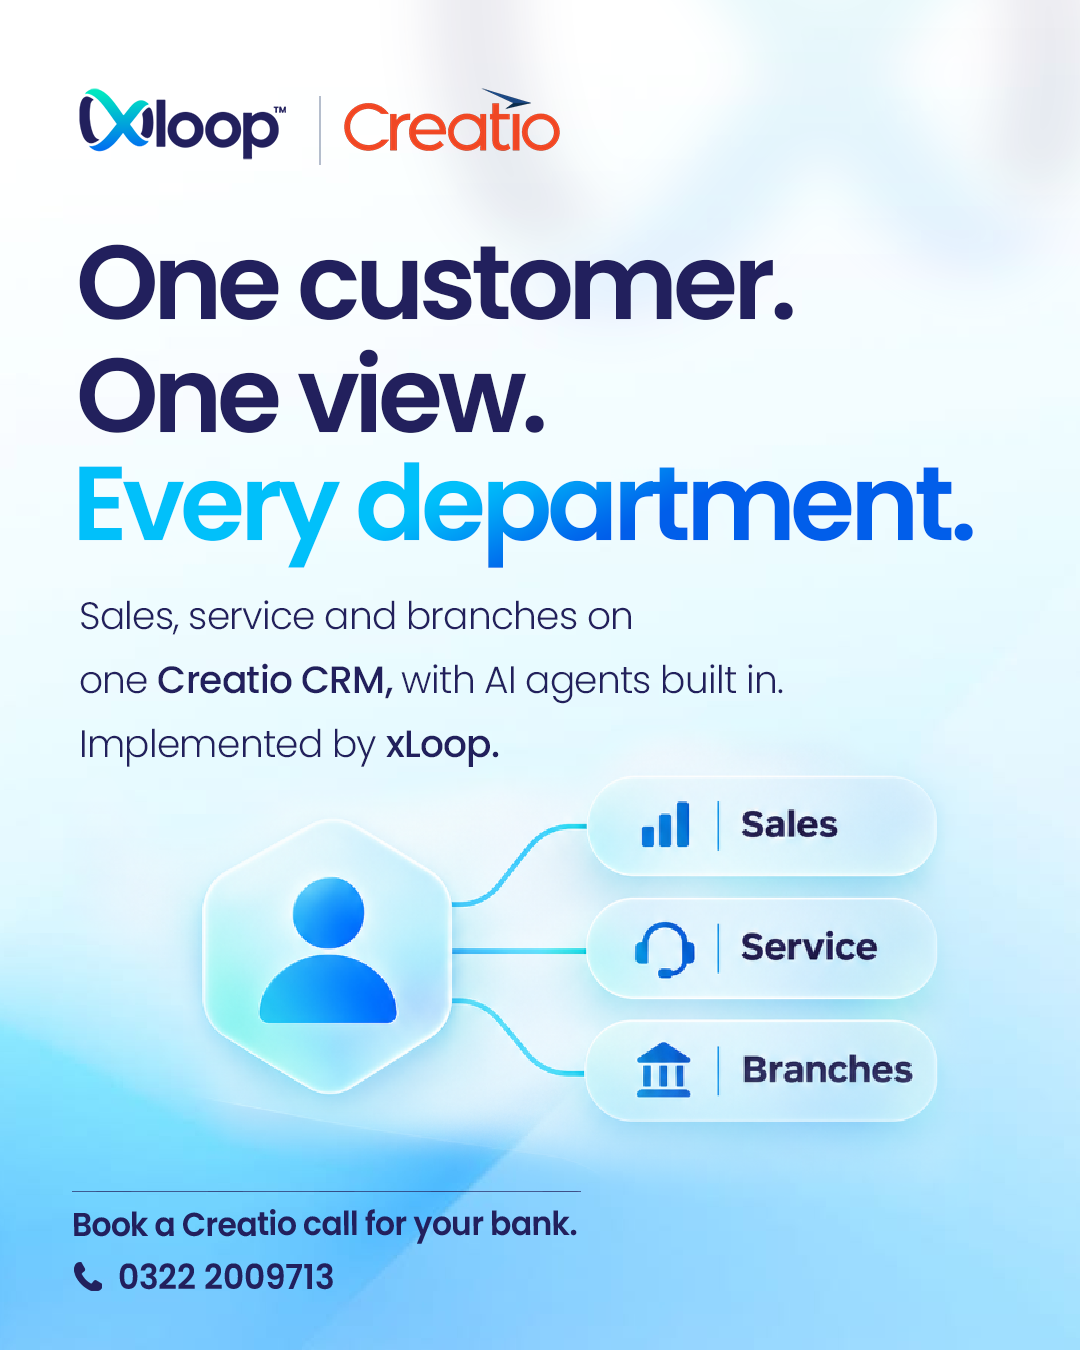 xloop™
Creatio
One customer.
One view.
Every department.
Sales, service and branches on
one Creatio CRM, with AI agents built in.
Implemented by xLoop.
Sales
Service
Branches
Book a Creatio call for your bank.
0322 2009713